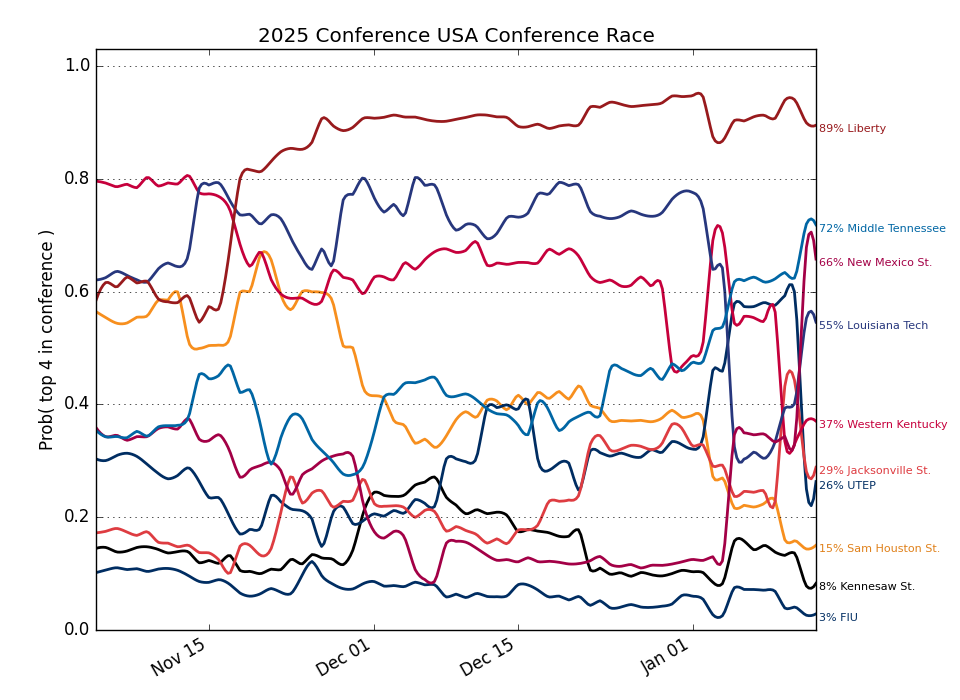 2025 Conference USA Conference Race
Prob( top 4 in conference )
1.0
0.8
0.6
0.4
0.2
0.0
Nov 15
Dec 01
Dec 15
Jan 01
89% Liberty
72% Middle Tennessee
66% New Mexico St.
55% Louisiana Tech
37% Western Kentucky
29% Jacksonville St.
26% UTEP
15% Sam Houston St.
8% Kennesaw St.
3% FIU